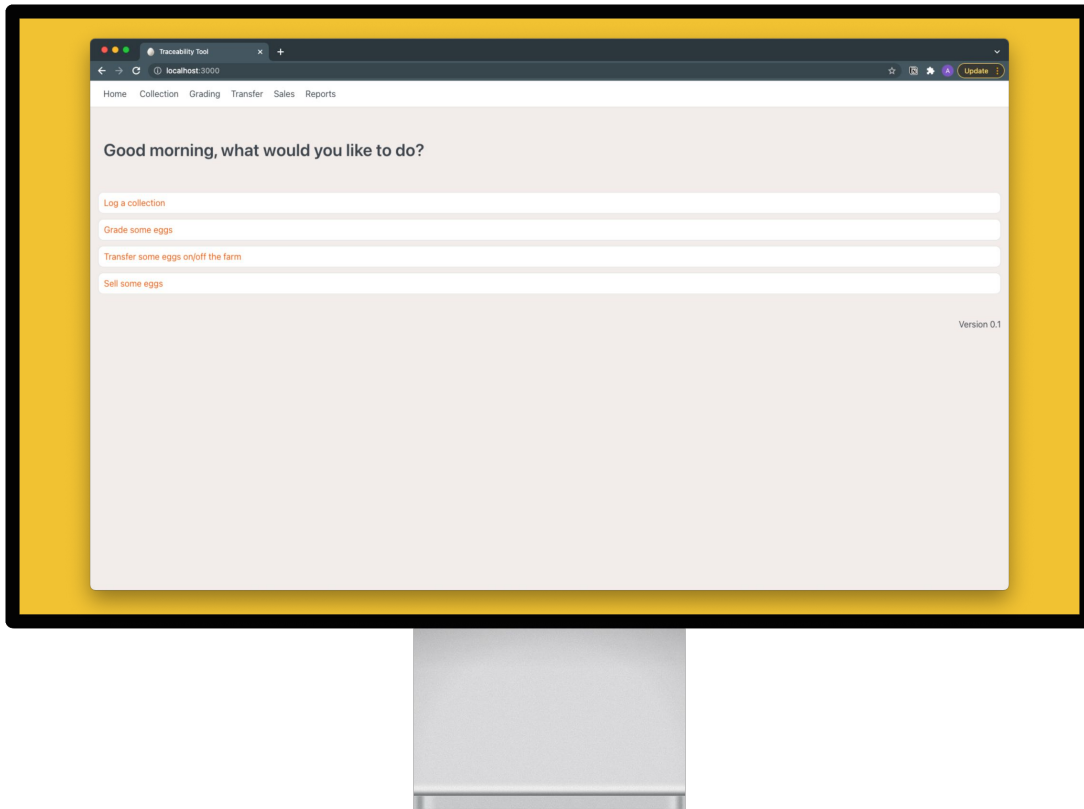 Traceability Tool
localhost:3000
A
Update
Home Collection Grading Transfer Sales Reports
Good morning, what would you like to do?
Log a collection
Grade some eggs
Transfer some eggs on/off the farm
Sell some eggs
Version 0.1